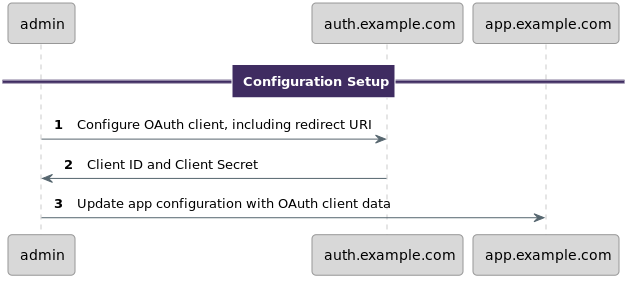 admin auth.example.com app.example.com
Configuration Setup
1 Configure OAuth client, including redirect URI
2 Client ID and Client Secret
3 Update app configuration with OAuth client data
admin auth.example.com app.example.com